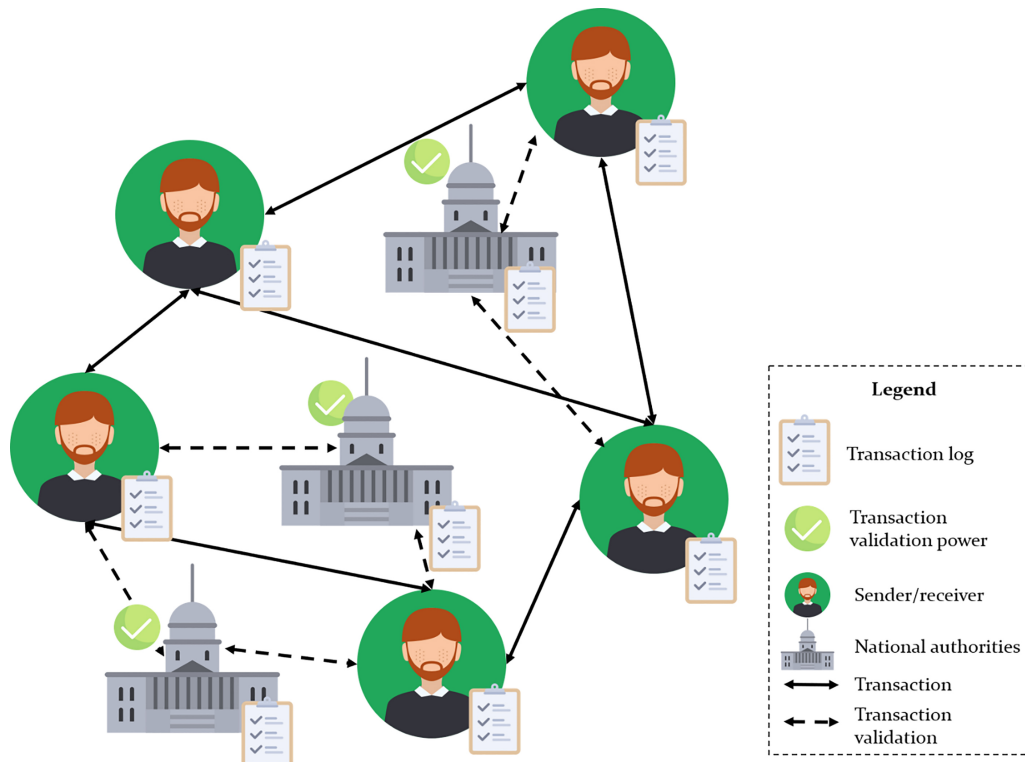 Legend
Transaction log
Transaction
validation power
Sender/receiver
National authorities
Transaction
Transaction
validation